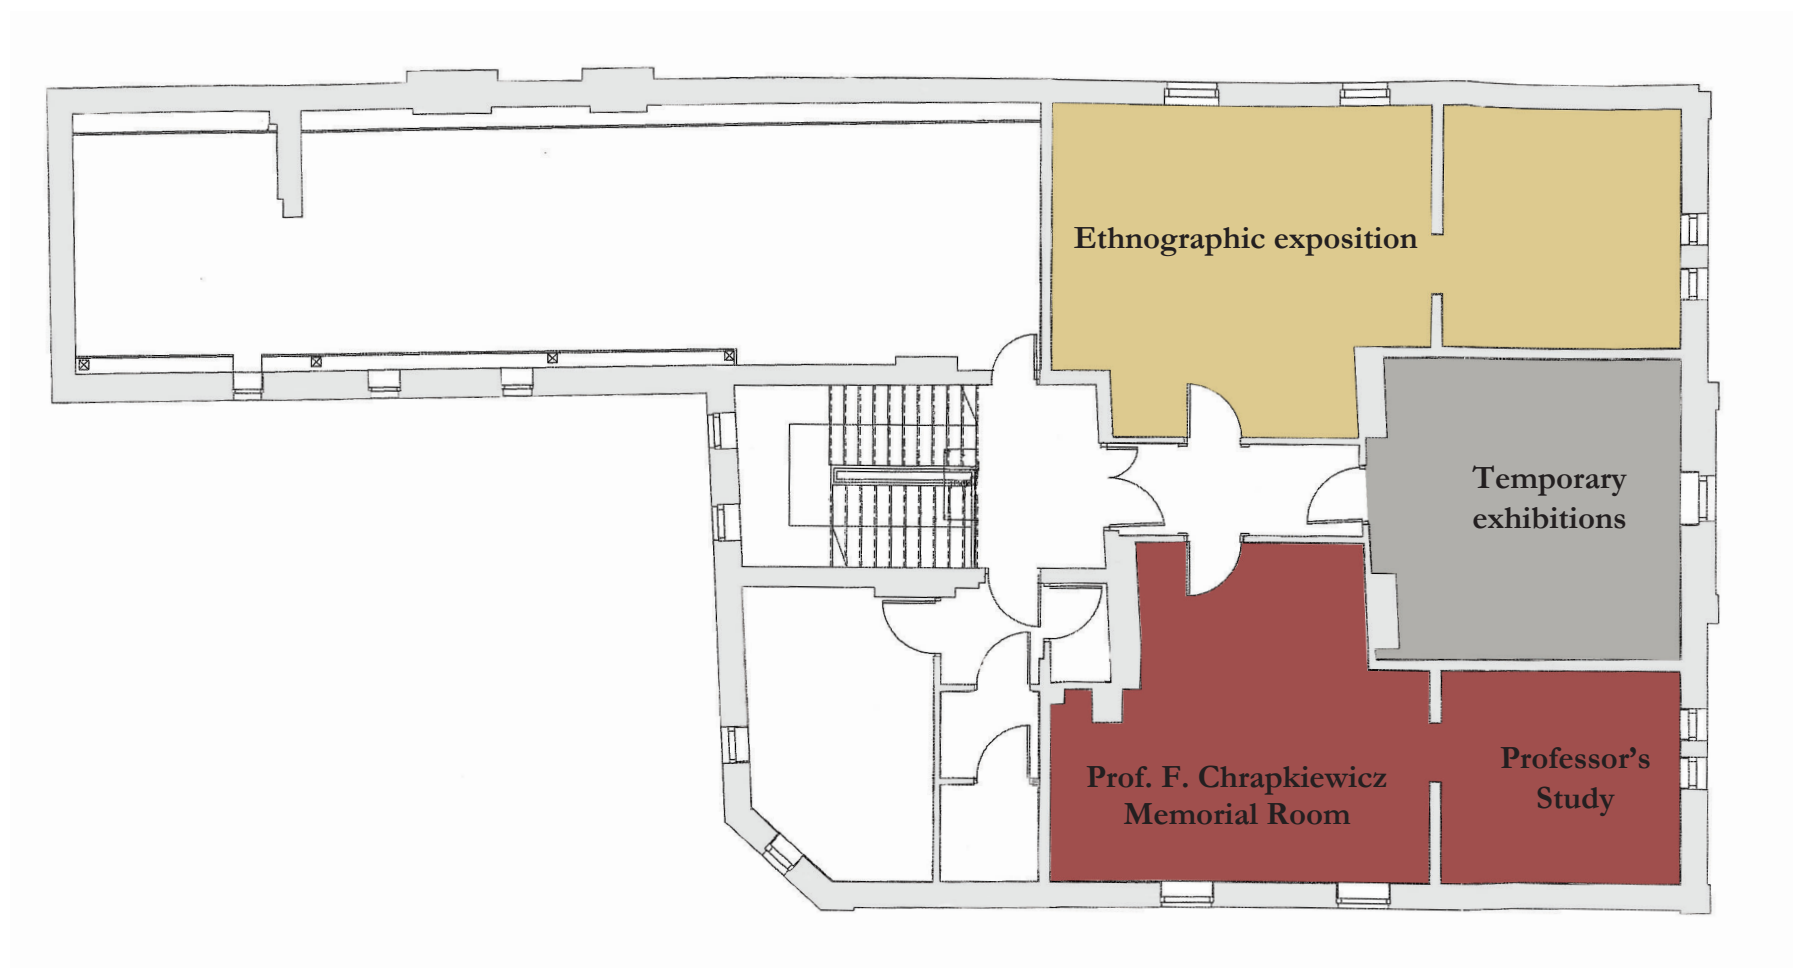 Ethnographic exposition
Temporary
exhibitions
Prof. F. Chrapkiewicz
Memorial Room
Professor’s
Study